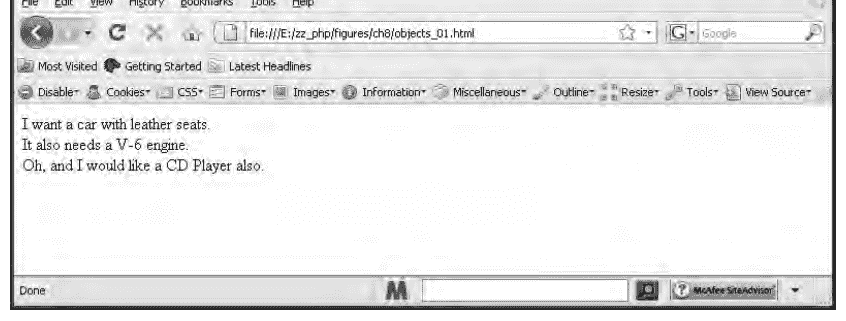 File Edit View History Bookmarks Tools Help
file:///E:/zz_php/figures/ch8/objects_01.html
G Google
Most Visited Getting Started Latest Headlines
Disable Cookies CSS Forms Images Information Miscellaneous Outline Resize Tools View Source
I want a car with leather seats.
It also needs a V-6 engine.
Oh, and I would like a CD Player also.
Done
M
McAfee SiteAdvisor